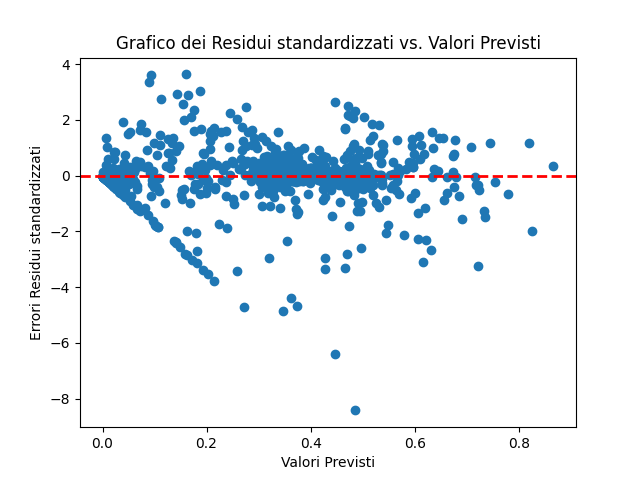 Grafico dei Residui standardizzati vs. Valori Previsti
Errori Residui standardizzati
4
2
0
−2
−4
−6
−8
0.0 0.2 0.4 0.6 0.8
Valori Previsti